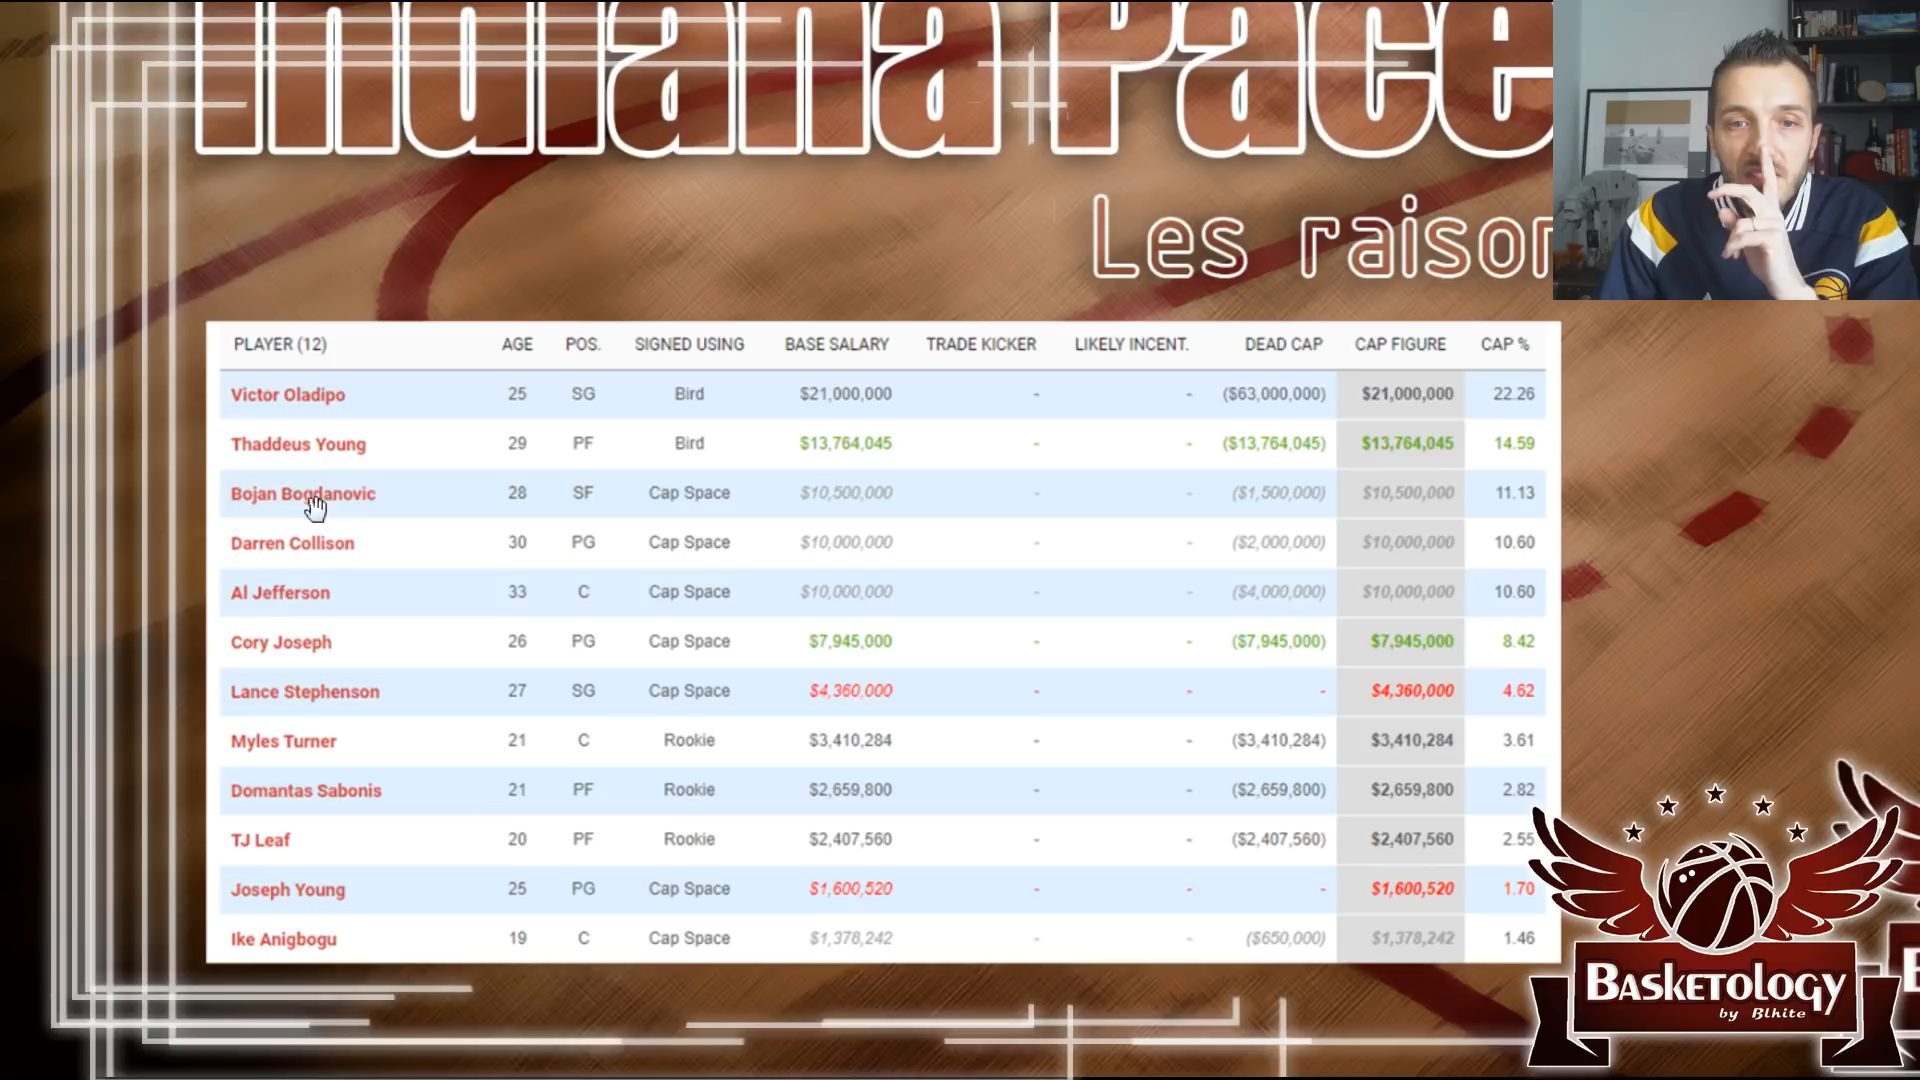 Indiana Pace
Les raison
PLAYER (12) AGE POS. SIGNED USING BASE SALARY TRADE KICKER LIKELY INCENT. DEAD CAP CAP FIGURE CAP %
Victor Oladipo 25 SG Bird $21,000,000 - - ($63,000,000) $21,000,000 22.26
Thaddeus Young 29 PF Bird $13,764,045 - - ($13,764,045) $13,764,045 14.59
Bojan Bogdanovic 28 SF Cap Space $10,500,000 - - ($1,500,000) $10,500,000 11.13
Darren Collison 30 PG Cap Space $10,000,000 - - ($2,000,000) $10,000,000 10.60
Al Jefferson 33 C Cap Space $10,000,000 - - ($4,000,000) $10,000,000 10.60
Cory Joseph 26 PG Cap Space $7,945,000 - - ($7,945,000) $7,945,000 8.42
Lance Stephenson 27 SG Cap Space $4,360,000 - - - $4,360,000 4.62
Myles Turner 21 C Rookie $3,410,284 - - ($3,410,284) $3,410,284 3.61
Domantas Sabonis 21 PF Rookie $2,659,800 - - ($2,659,800) $2,659,800 2.82
TJ Leaf 20 PF Rookie $2,407,560 - - ($2,407,560) $2,407,560 2.55
Joseph Young 25 PG Cap Space $1,600,520 - - - $1,600,520 1.70
Ike Anigbogu 19 C Cap Space $1,378,242 - - ($650,000) $1,378,242 1.46
Basketology
by Blhite